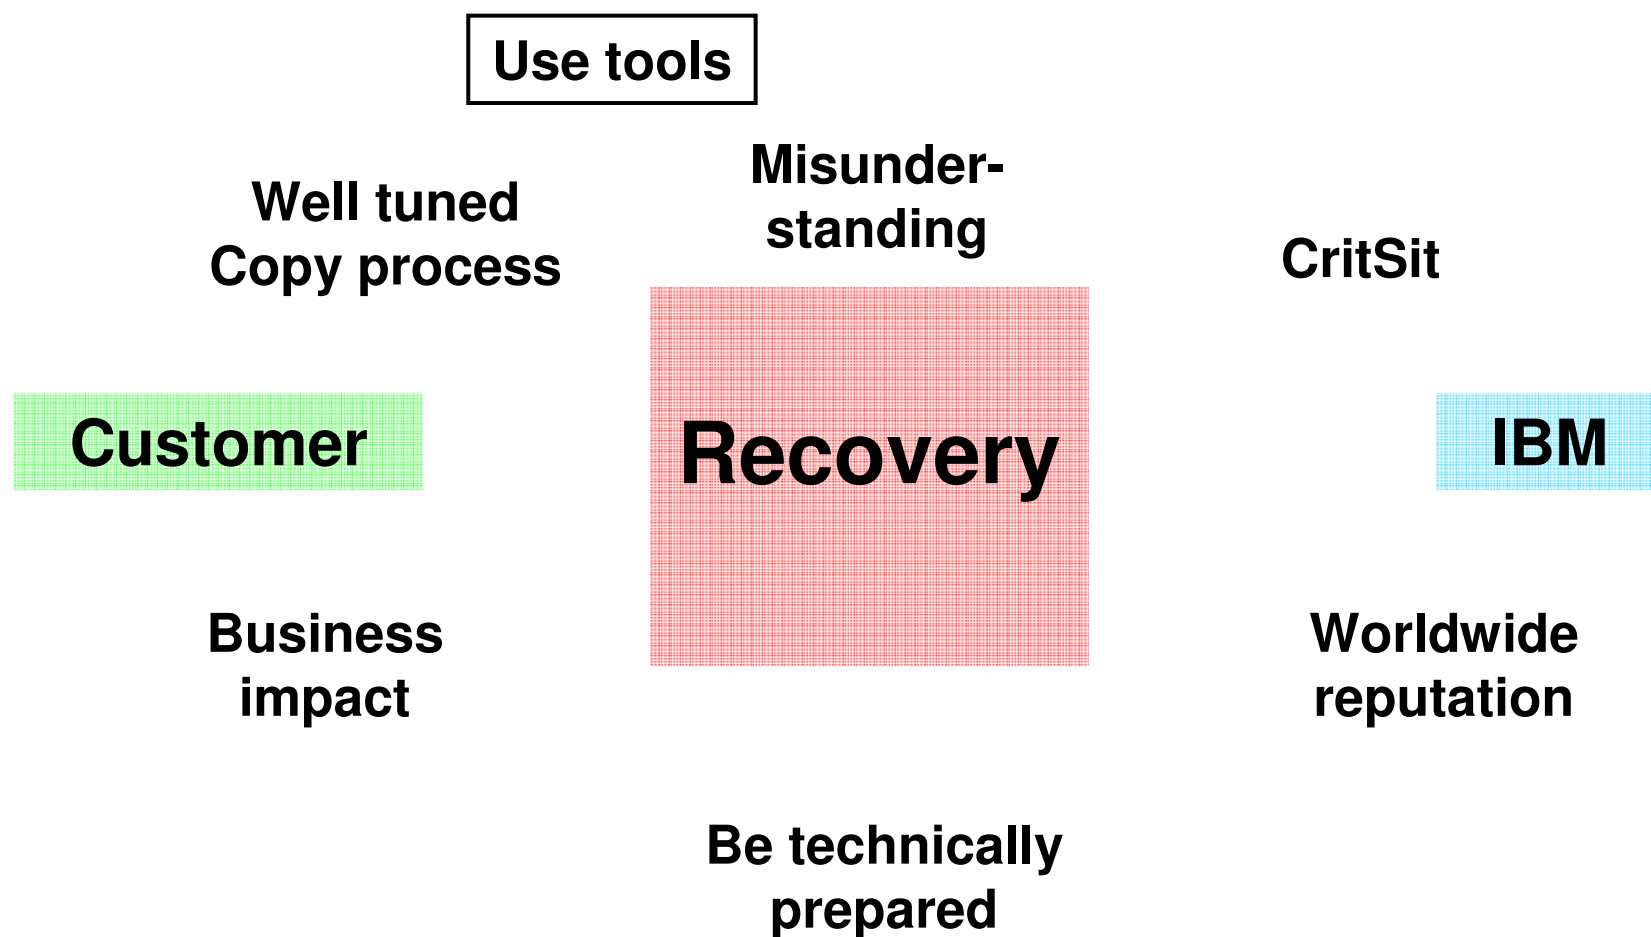 Use tools
Misunder-
standing
Well tuned
Copy process
CritSit
Customer
Recovery
IBM
Business
impact
Worldwide
reputation
Be technically
prepared